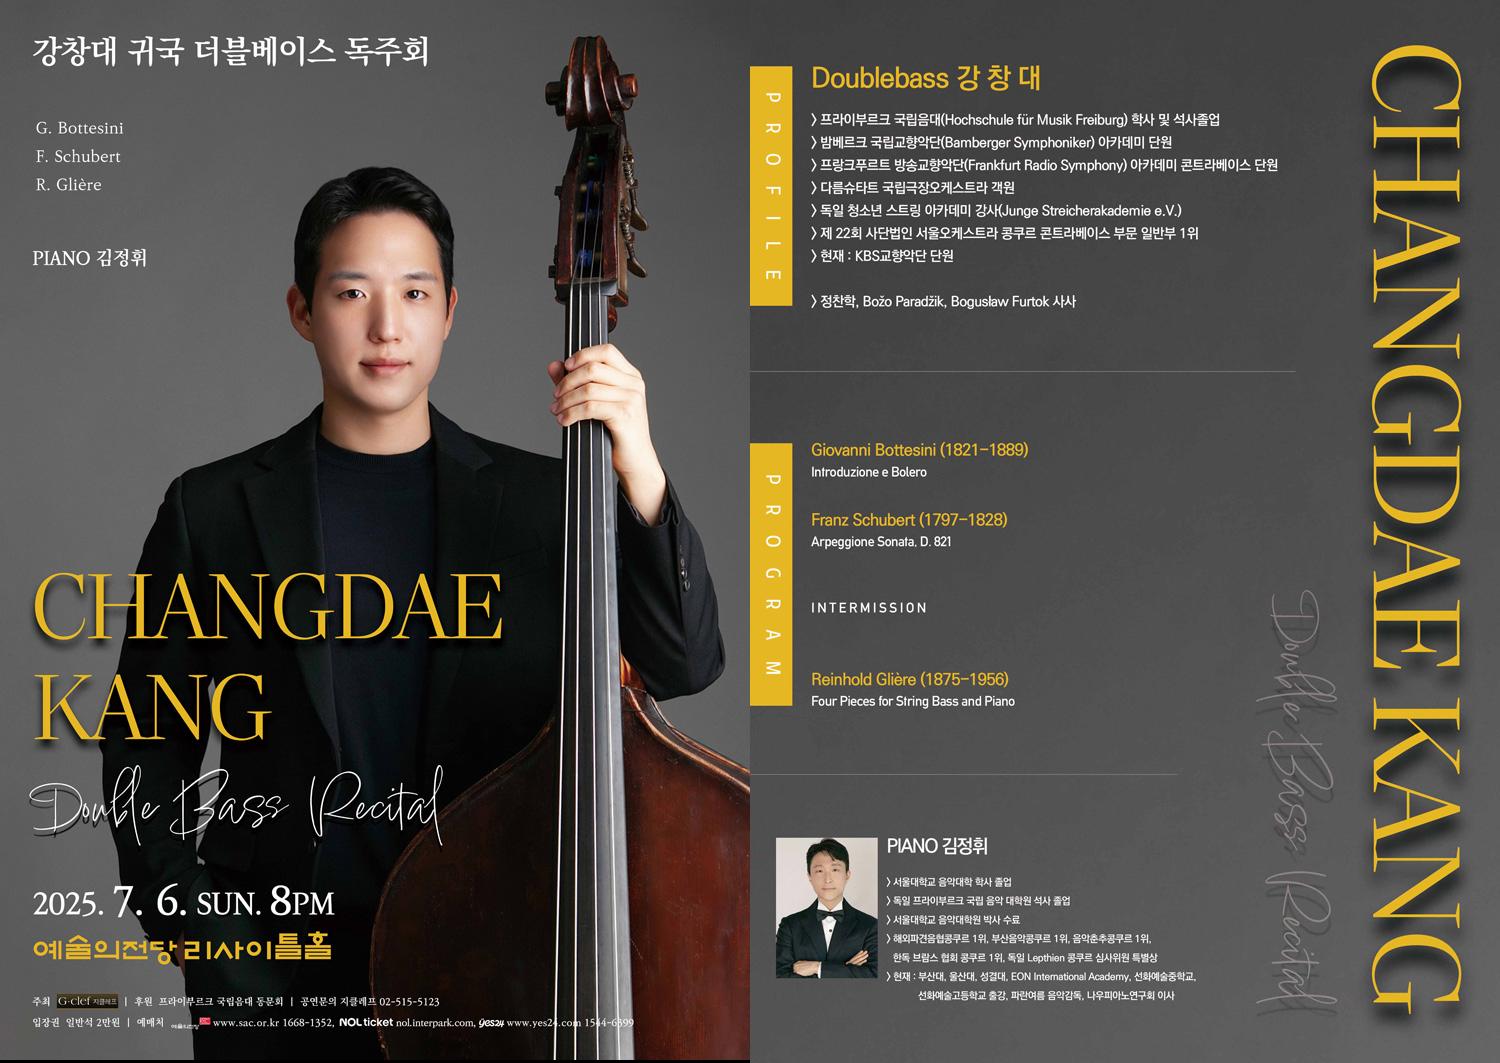 강창대 귀국 더블베이스 독주회
G. Bottesini
F. Schubert
R. Glière
PIANO 김정휘
CHANGDAE
KANG
Double Bass Recital
2025. 7. 6. SUN. 8PM
예술의전당 리사이틀홀
주최 G·clef 지클레프 | 후원 프라이부르크 국립음대 동문회 | 공연문의 지클레프 02-515-5123
입장권 일반석 2만원 | 예매처 예술의전당 www.sac.or.kr 1668-1352, NOL ticket nol.interpark.com, yes24 www.yes24.com 1544-6399
PROFILE
Doublebass 강창대
〉프라이부르크 국립음대(Hochschule für Musik Freiburg) 학사 및 석사졸업
〉밤베르크 국립교향악단(Bamberger Symphoniker) 아카데미 단원
〉프랑크푸르트 방송교향악단(Frankfurt Radio Symphony) 아카데미 콘트라베이스 단원
〉다름슈타트 국립극장오케스트라 객원
〉독일 청소년 스트링 아카데미 강사(Junge Streicherakademie e.V.)
〉제 22회 사단법인 서울오케스트라 콩쿠르 콘트라베이스 부문 일반부 1위
〉현재 : KBS교향악단 단원
〉정찬학, Božo Paradžik, Bogusław Furtok 사사
PROGRAM
Giovanni Bottesini (1821-1889)
Introduzione e Bolero
Franz Schubert (1797-1828)
Arpeggione Sonata, D. 821
INTERMISSION
Reinhold Glière (1875-1956)
Four Pieces for String Bass and Piano
PIANO 김정휘
〉서울대학교 음악대학 학사 졸업
〉독일 프라이부르크 국립 음악 대학원 석사 졸업
〉서울대학교 음악대학원 박사 수료
〉해외파견음협콩쿠르 1위, 부산음악콩쿠르 1위, 음악춘추콩쿠르 1위,
한독 브람스 협회 콩쿠르 1위, 독일 Lepthien 콩쿠르 심사위원 특별상
〉현재 : 부산대, 울산대, 성결대, EON International Academy, 선화예술중학교,
선화예술고등학교 출강, 파란여름 음악감독, 나우피아노연구회 이사
CHANGDAE KANG
Double Bass Recital